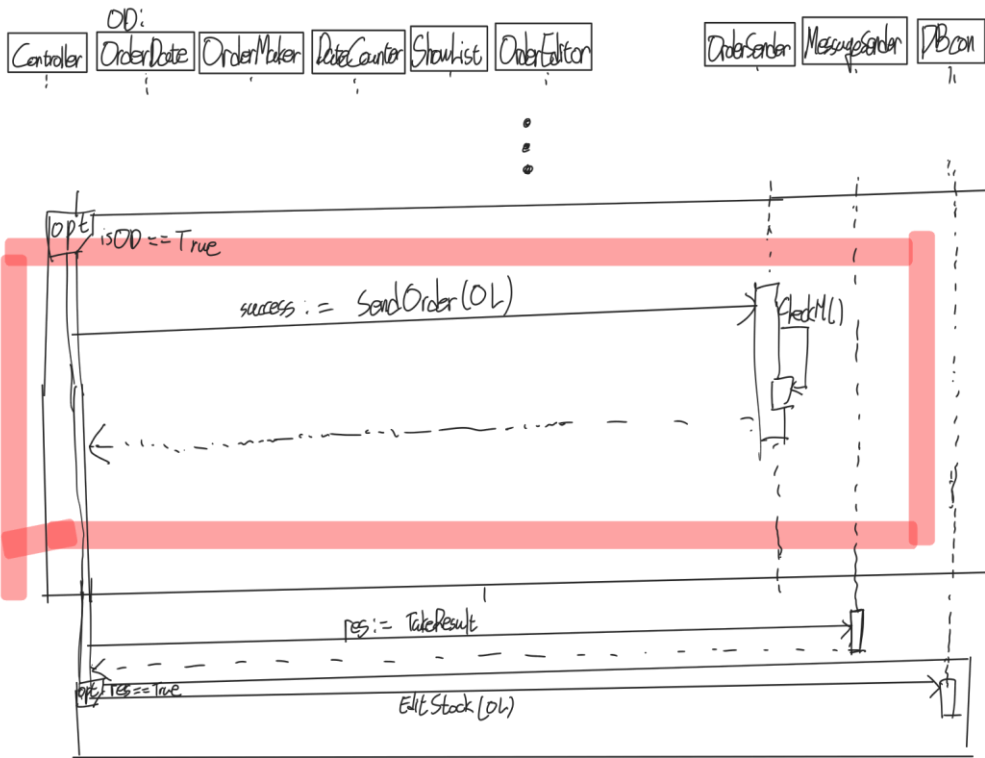 OD:
Controller OrderDate OrderMaker DateCounter ShowList OrderEditor OrderSender MessageSender DBcon
opt
isOD == True
success := SendOrder(OL)
CheckM()
res := TakeResult
opt res == True
EditStock(OL)